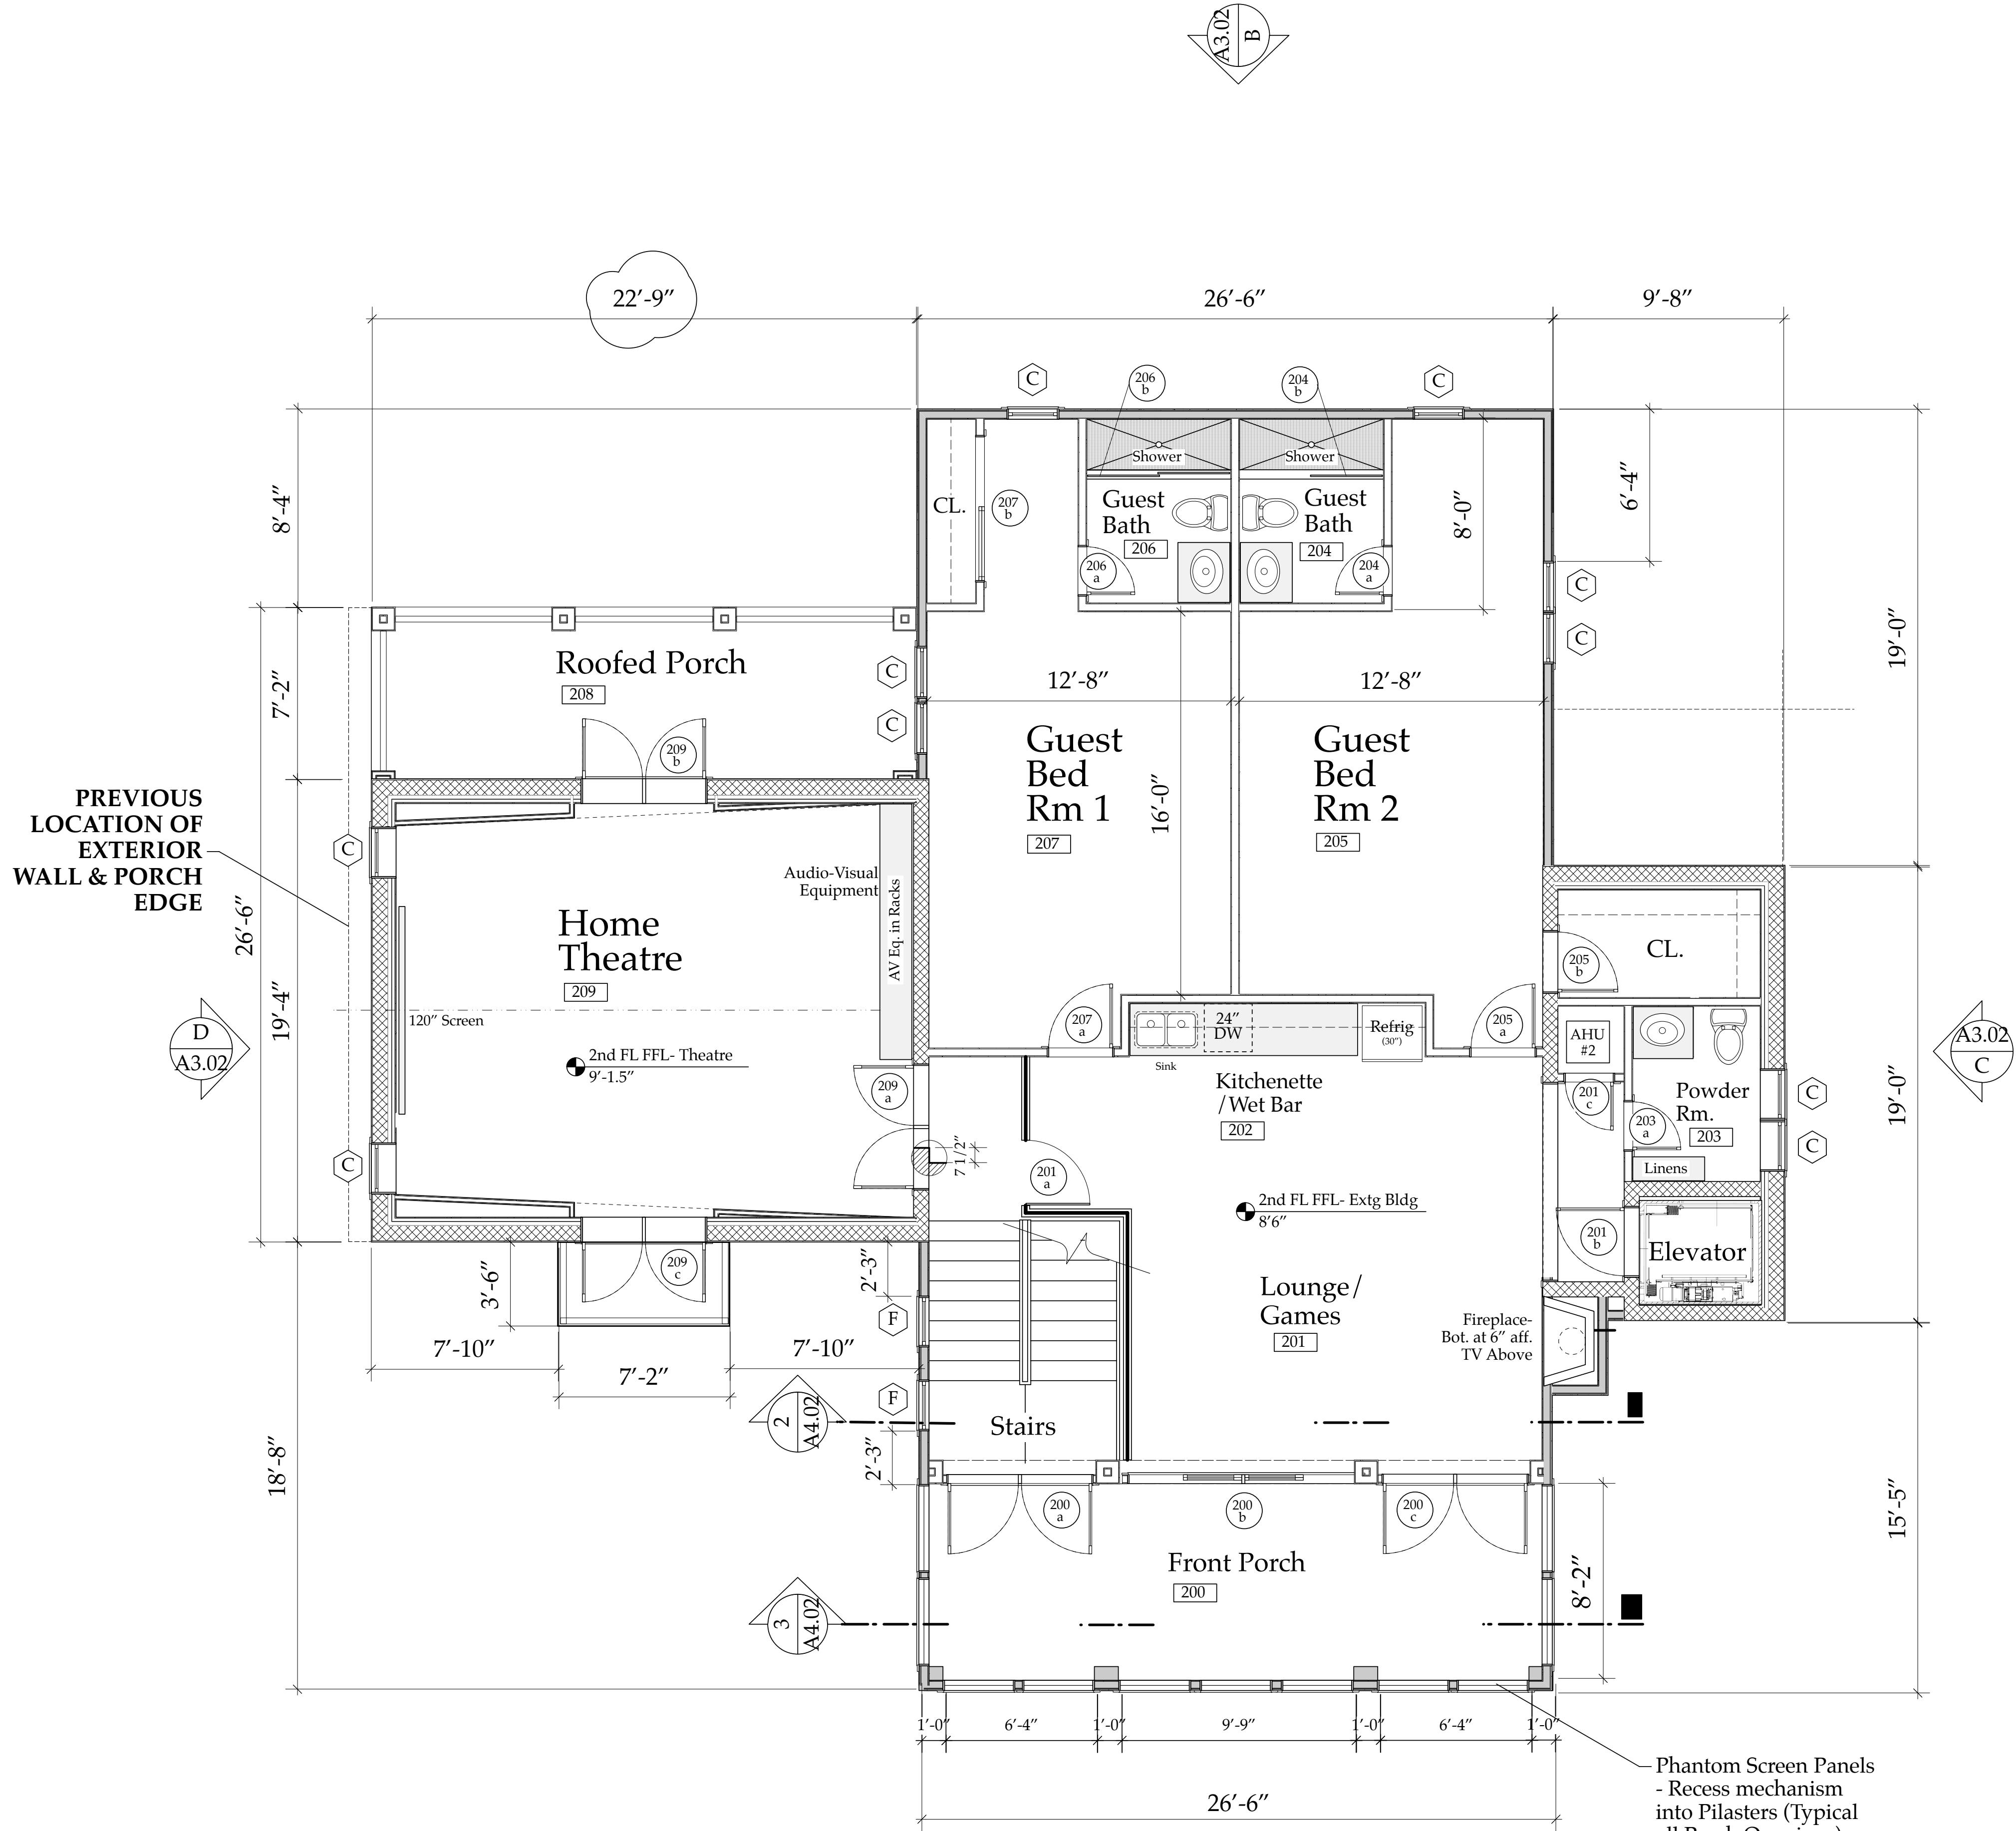 A3.02
B
22'-9"
26'-6"
9'-8"
C
206
b
204
b
C
8'-4"
CL.
207
b
Shower
Shower
Guest
Bath
206
Guest
Bath
204
206
a
204
a
8'-0"
6'-4"
C
C
19'-0"
7'-2"
Roofed Porch
208
C
C
209
b
12'-8"
12'-8"
Guest
Bed
Rm 1
207
Guest
Bed
Rm 2
205
16'-0"
PREVIOUS
LOCATION OF
EXTERIOR
WALL & PORCH
EDGE
C
26'-6"
19'-4"
Audio-Visual
Equipment
AV Eq. in Racks
Home
Theatre
209
120" Screen
2nd FL FFL- Theatre
9'-1.5"
D
A3.02
C
209
a
7 1/2"
201
a
207
a
24"
DW
Refrig
(30")
Sink
205
a
Kitchenette
/Wet Bar
202
205
b
CL.
AHU
#2
201
c
Powder
Rm.
203
203
a
Linens
C
C
19'-0"
A3.02
C
2nd FL FFL- Extg Bldg
8'6"
201
b
Elevator
209
c
3'-6"
2'-3"
F
7'-10"
7'-2"
7'-10"
F
Lounge/
Games
201
Fireplace-
Bot. at 6" aff.
TV Above
2
A4.02
Stairs
2'-3"
18'-8"
200
a
200
b
200
c
Front Porch
200
8'-2"
15'-5"
3
A4.02
1'-0"
6'-4"
1'-0"
9'-9"
1'-0"
6'-4"
1'-0"
26'-6"
Phantom Screen Panels
- Recess mechanism
into Pilasters (Typical